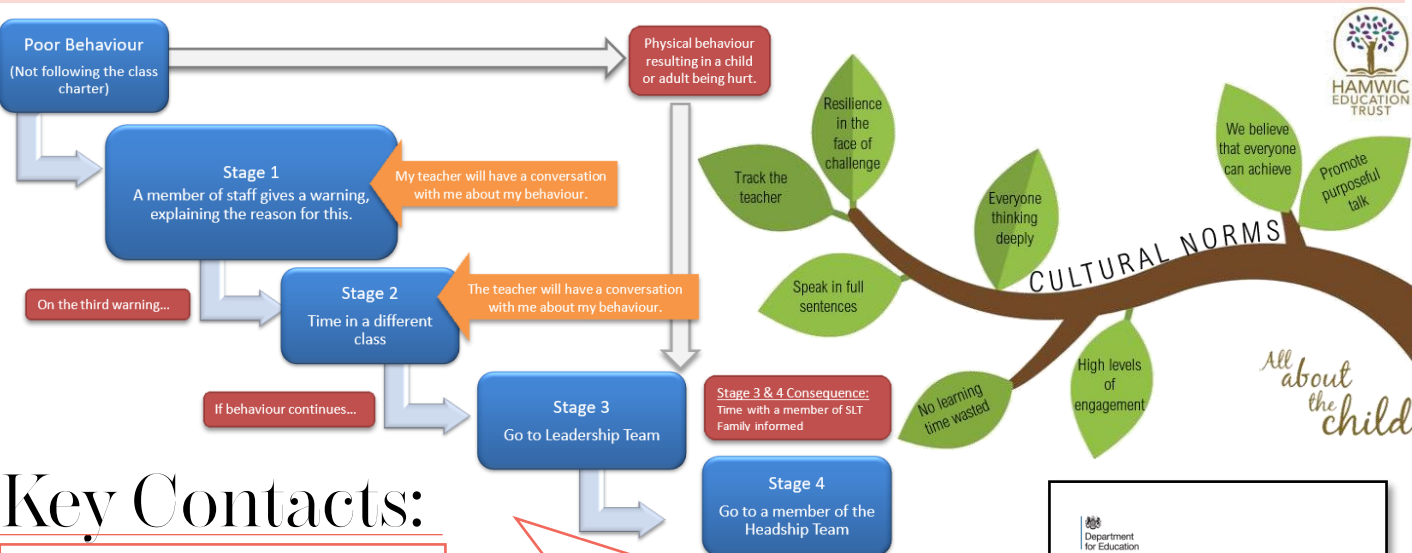 Poor Behaviour
(Not following the class
charter)
Physical behaviour
resulting in a child
or adult being hurt.
Stage 1
A member of staff gives a warning,
explaining the reason for this.
My teacher will have a conversation
with me about my behaviour.
On the third warning...
Stage 2
Time in a different
class
The teacher will have a conversation
with me about my behaviour.
If behaviour continues...
Stage 3
Go to Leadership Team
Stage 3 & 4 Consequence:
Time with a member of SLT
Family informed
Stage 4
Go to a member of the
Headship Team
Resilience
in the
face of
challenge
Track the
teacher
Everyone
thinking
deeply
Speak in full
sentences
CULTURAL NORMS
We believe
that everyone
can achieve
Promote
purposeful
talk
No learning
time wasted
High levels
of
engagement
HAMWIC
EDUCATION
TRUST
All
about
the
child
Key Contacts:
Department
for Education